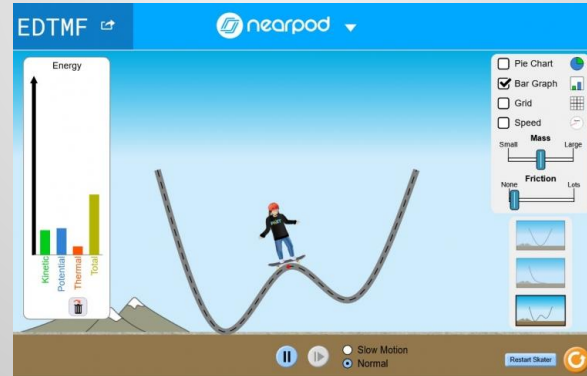 EDTMF
nearpod
Energy
Kinetic
Potential
Thermal
Total
Pie Chart
Bar Graph
Grid
Speed
Mass
Small Large
Friction
None Lots
Slow Motion
Normal
Restart Skater